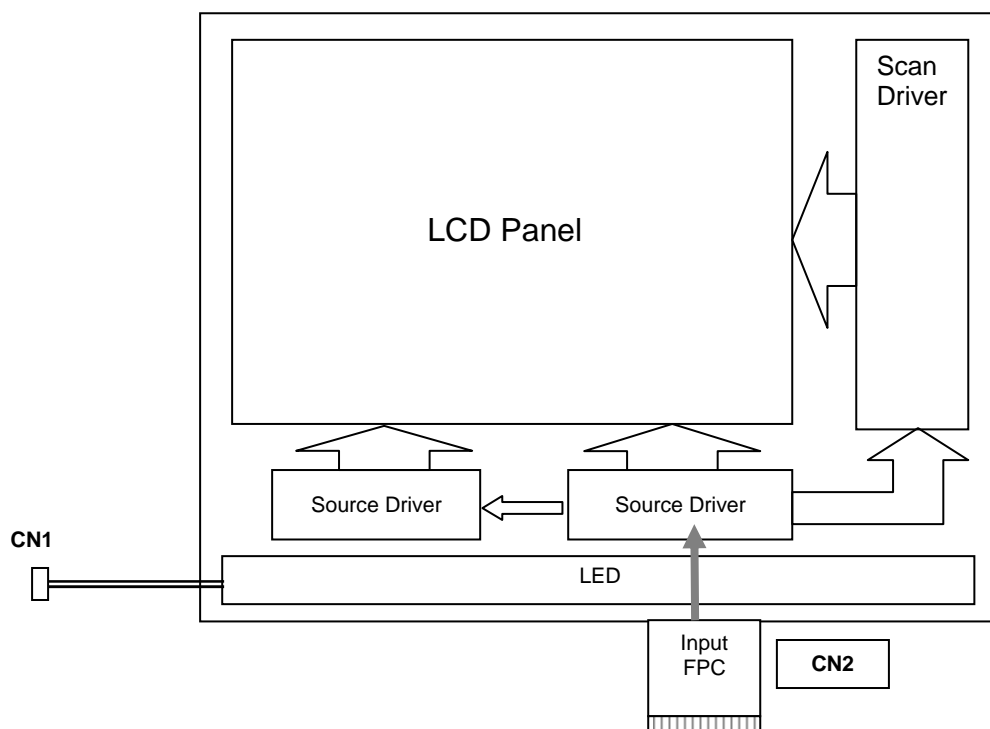 Scan
Driver
LCD Panel
Source Driver
Source Driver
CN1
LED
Input
FPC
CN2